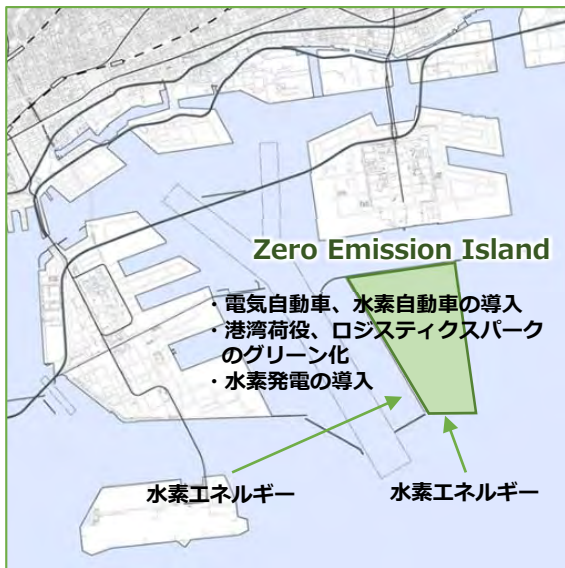 Zero Emission Island
・電気自動車、水素自動車の導入
・港湾荷役、ロジスティクスパーク
のグリーン化
・水素発電の導入
水素エネルギー
水素エネルギー